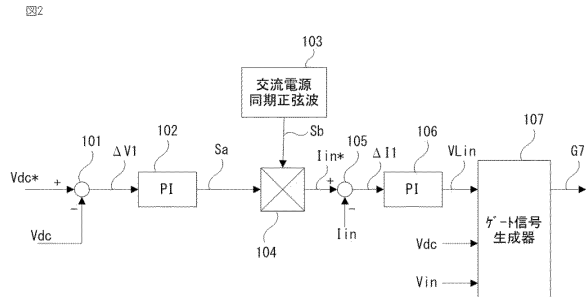 図2
103
交流電源
同期正弦波
101
ΔV1
102
Sa
Sb
Iin*
105
ΔI1
106
VLin
107
G7
Vdc*
+
−
PI
104
+
−
PI
ｹﾞｰﾄ信号
生成器
Vdc
Iin
Vdc
Vin